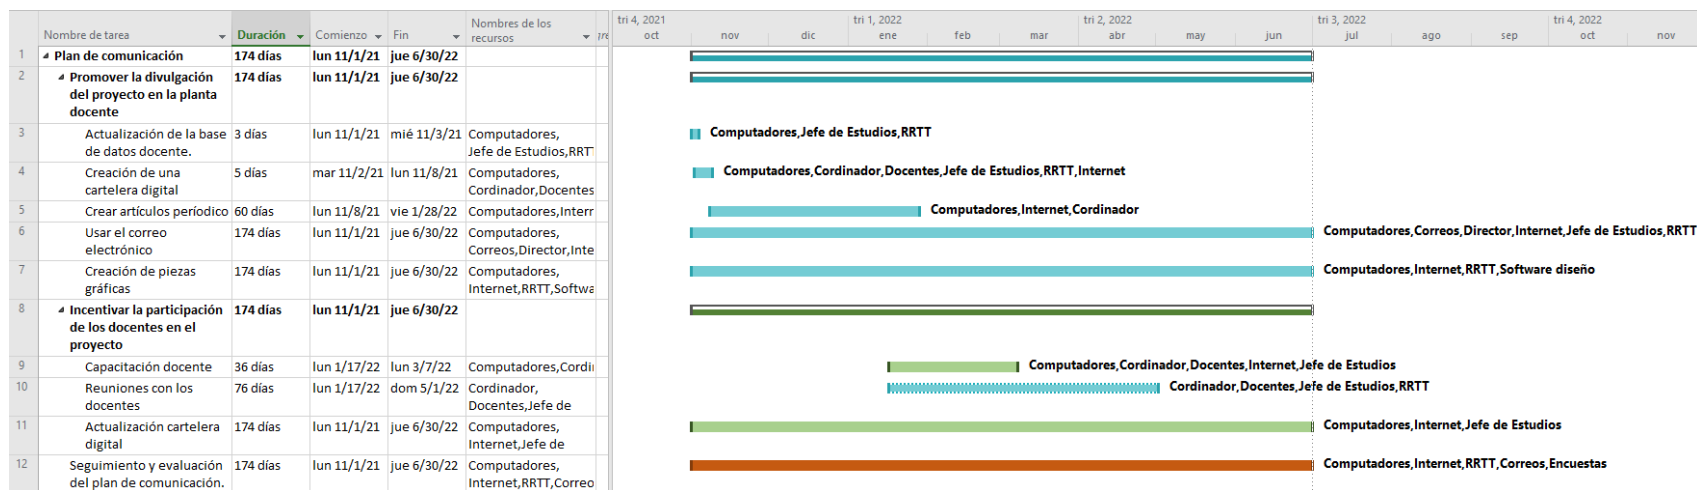 tri 4, 2021 tri 1, 2022 tri 2, 2022 tri 3, 2022 tri 4, 2022
Nombres de los
Nombre de tarea Duración Comienzo Fin recursos oct nov dic ene feb mar abr may jun jul ago sep oct nov
1 Plan de comunicación 174 días lun 11/1/21 jue 6/30/22
2 Promover la divulgación 174 días lun 11/1/21 jue 6/30/22
del proyecto en la planta
docente
3 Actualización de la base 3 días lun 11/1/21 mié 11/3/21 Computadores, Computadores,Jefe de Estudios,RRTT
de datos docente. Jefe de Estudios,RRTT
4 Creación de una 5 días mar 11/2/21 lun 11/8/21 Computadores, Computadores,Cordinador,Docentes,Jefe de Estudios,RRTT,Internet
cartelera digital Cordinador,Docentes
5 Crear artículos períodico 60 días lun 11/8/21 vie 1/28/22 Computadores,Interr Computadores,Internet,Cordinador
6 Usar el correo 174 días lun 11/1/21 jue 6/30/22 Computadores, Computadores,Correos,Director,Internet,Jefe de Estudios,RRTT
electrónico Correos,Director,Inte
7 Creación de piezas 174 días lun 11/1/21 jue 6/30/22 Computadores, Computadores,Internet,RRTT,Software diseño
gráficas Internet,RRTT,Softwa
8 Incentivar la participación 174 días lun 11/1/21 jue 6/30/22
de los docentes en el
proyecto
9 Capacitación docente 36 días lun 1/17/22 lun 3/7/22 Computadores,Cordi Computadores,Cordinador,Docentes,Internet,Jefe de Estudios
10 Reuniones con los 76 días lun 1/17/22 dom 5/1/22 Cordinador, Cordinador,Docentes,Jefe de Estudios,RRTT
docentes Docentes,Jefe de
11 Actualización cartelera 174 días lun 11/1/21 jue 6/30/22 Computadores, Computadores,Internet,Jefe de Estudios
digital Internet,Jefe de
12 Seguimiento y evaluación 174 días lun 11/1/21 jue 6/30/22 Computadores, Computadores,Internet,RRTT,Correos,Encuestas
del plan de comunicación. Internet,RRTT,Correo